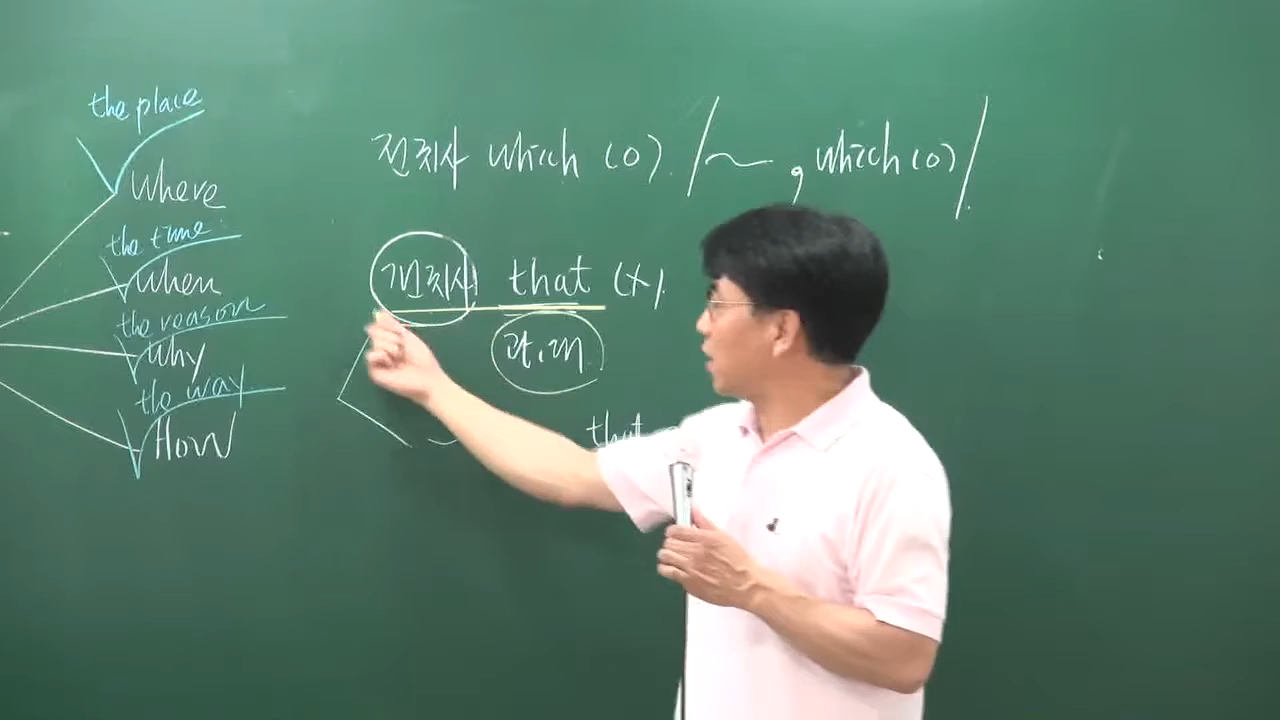 the place
where
the time
when
the reason
why
the way
How
전치사 which (O). / ~ , which (O) /
전치사 that (X).
관.대.
that